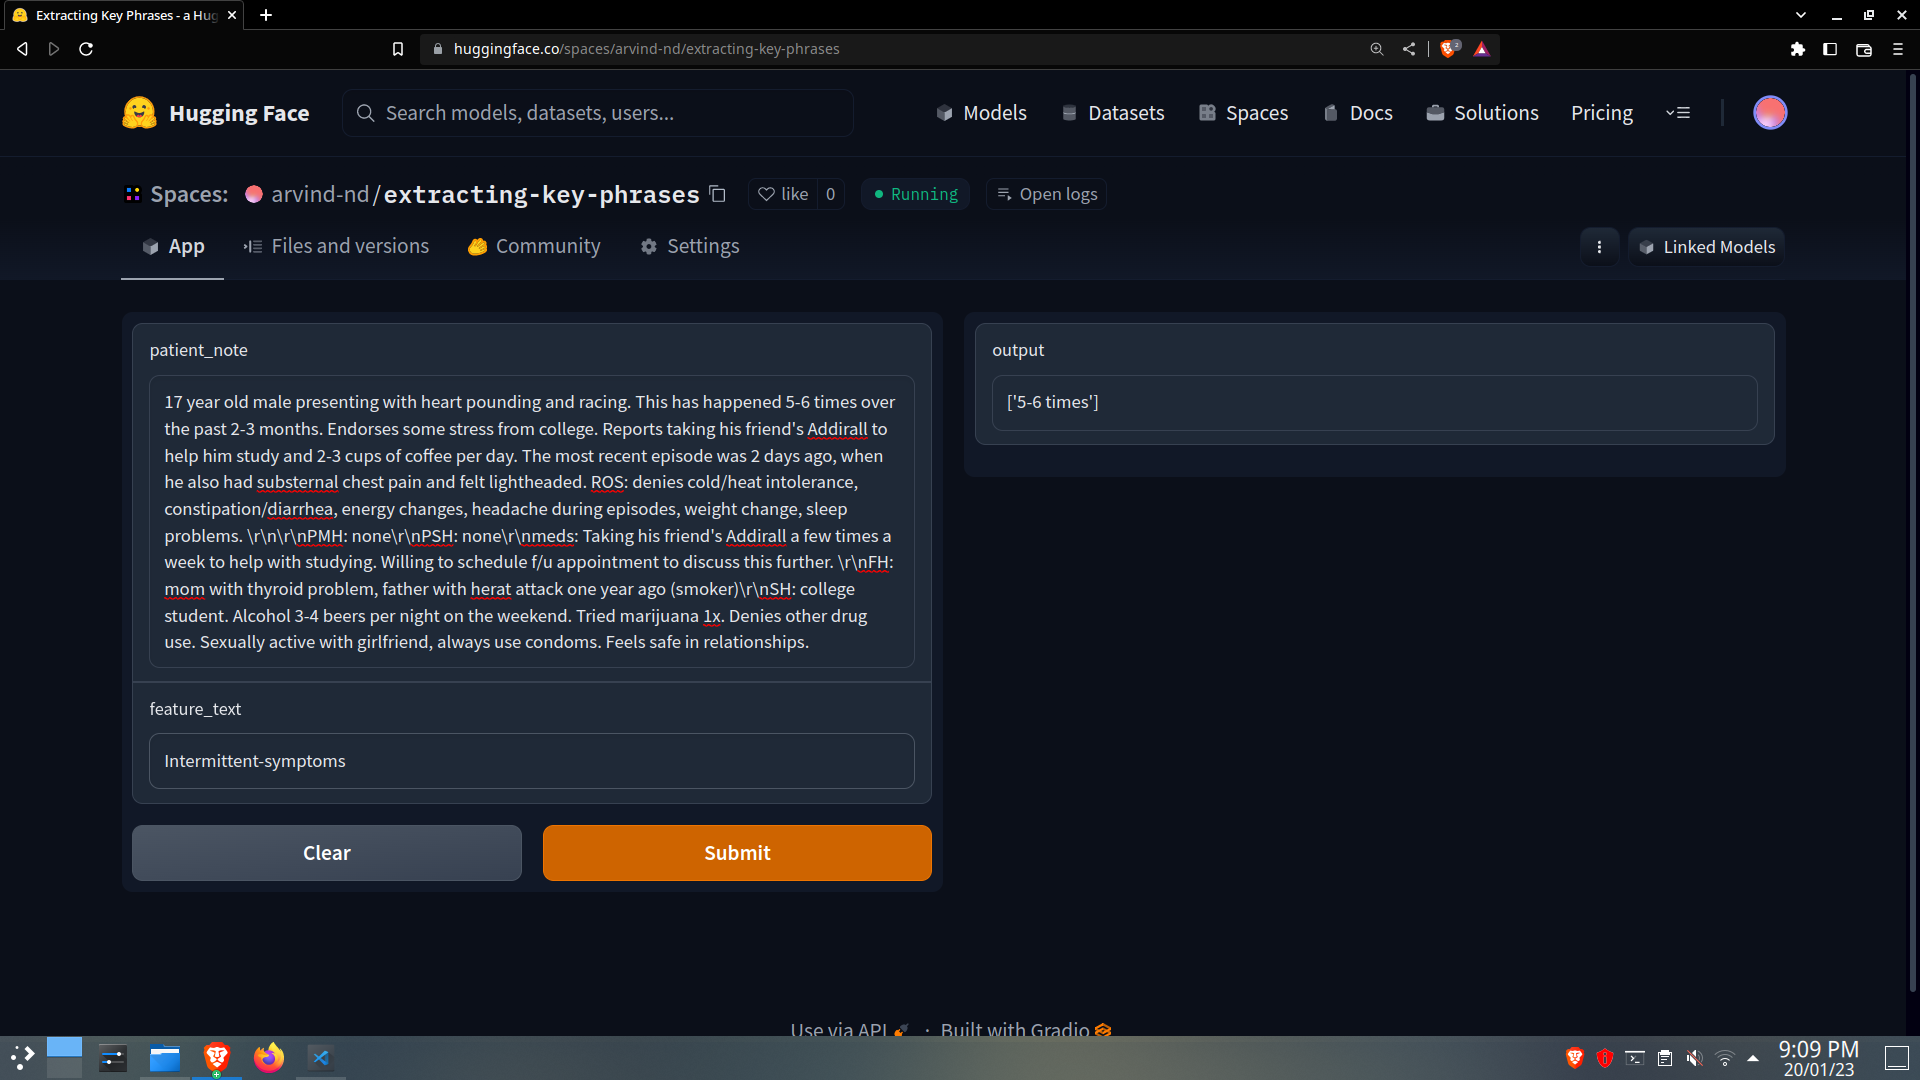 Extracting Key Phrases - a Hug
huggingface.co/spaces/arvind-nd/extracting-key-phrases
2
Hugging Face
Search models, datasets, users...
Models
Datasets
Spaces
Docs
Solutions
Pricing
Spaces:
arvind-nd/extracting-key-phrases
like
0
Running
Open logs
App
Files and versions
Community
Settings
Linked Models
patient_note
17 year old male presenting with heart pounding and racing. This has happened 5-6 times over
the past 2-3 months. Endorses some stress from college. Reports taking his friend's Addirall to
help him study and 2-3 cups of coffee per day. The most recent episode was 2 days ago, when
he also had substernal chest pain and felt lightheaded. ROS: denies cold/heat intolerance,
constipation/diarrhea, energy changes, headache during episodes, weight change, sleep
problems. \r\n\r\nPMH: none\r\nPSH: none\r\nmeds: Taking his friend's Addirall a few times a
week to help with studying. Willing to schedule f/u appointment to discuss this further. \r\nFH:
mom with thyroid problem, father with herat attack one year ago (smoker)\r\nSH: college
student. Alcohol 3-4 beers per night on the weekend. Tried marijuana 1x. Denies other drug
use. Sexually active with girlfriend, always use condoms. Feels safe in relationships.
feature_text
Intermittent-symptoms
Clear
Submit
output
['5-6 times']
Use via API · Built with Gradio
9:09 PM
20/01/23